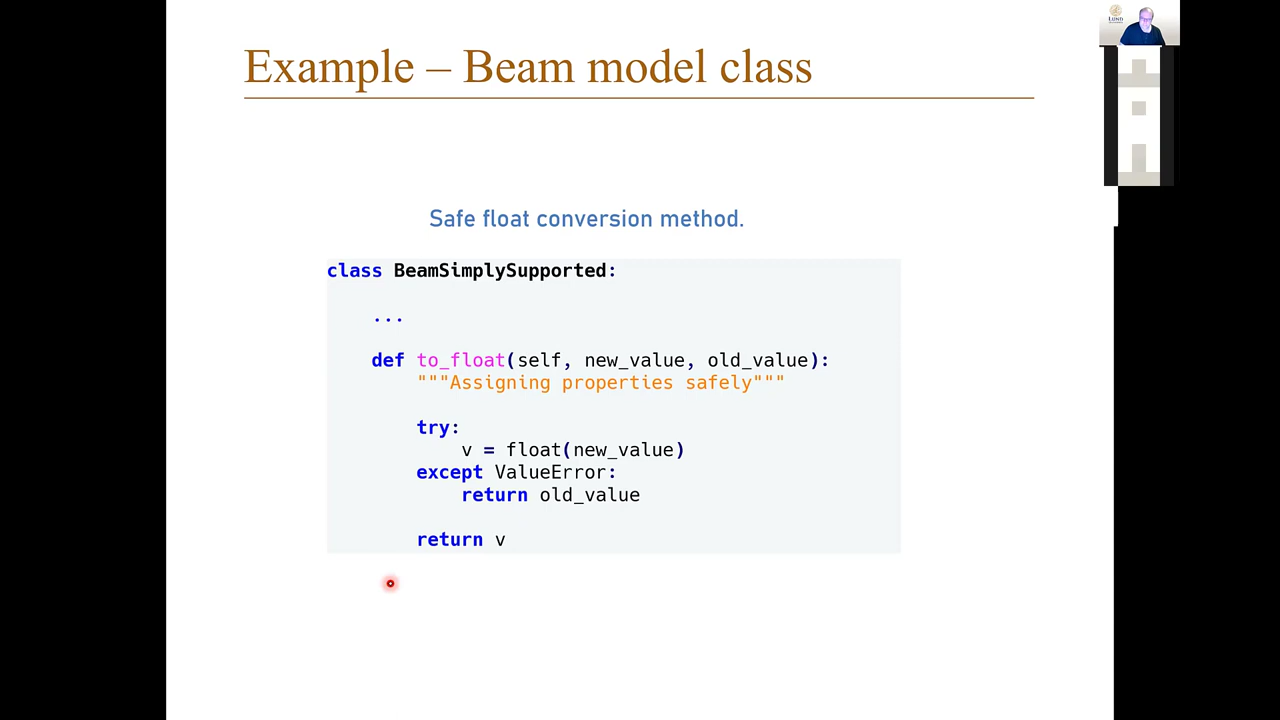 Example – Beam model class
LUND
Safe float conversion method.
class BeamSimplySupported:
...
def to_float(self, new_value, old_value):
"""Assigning properties safely"""
try:
v = float(new_value)
except ValueError:
return old_value
return v